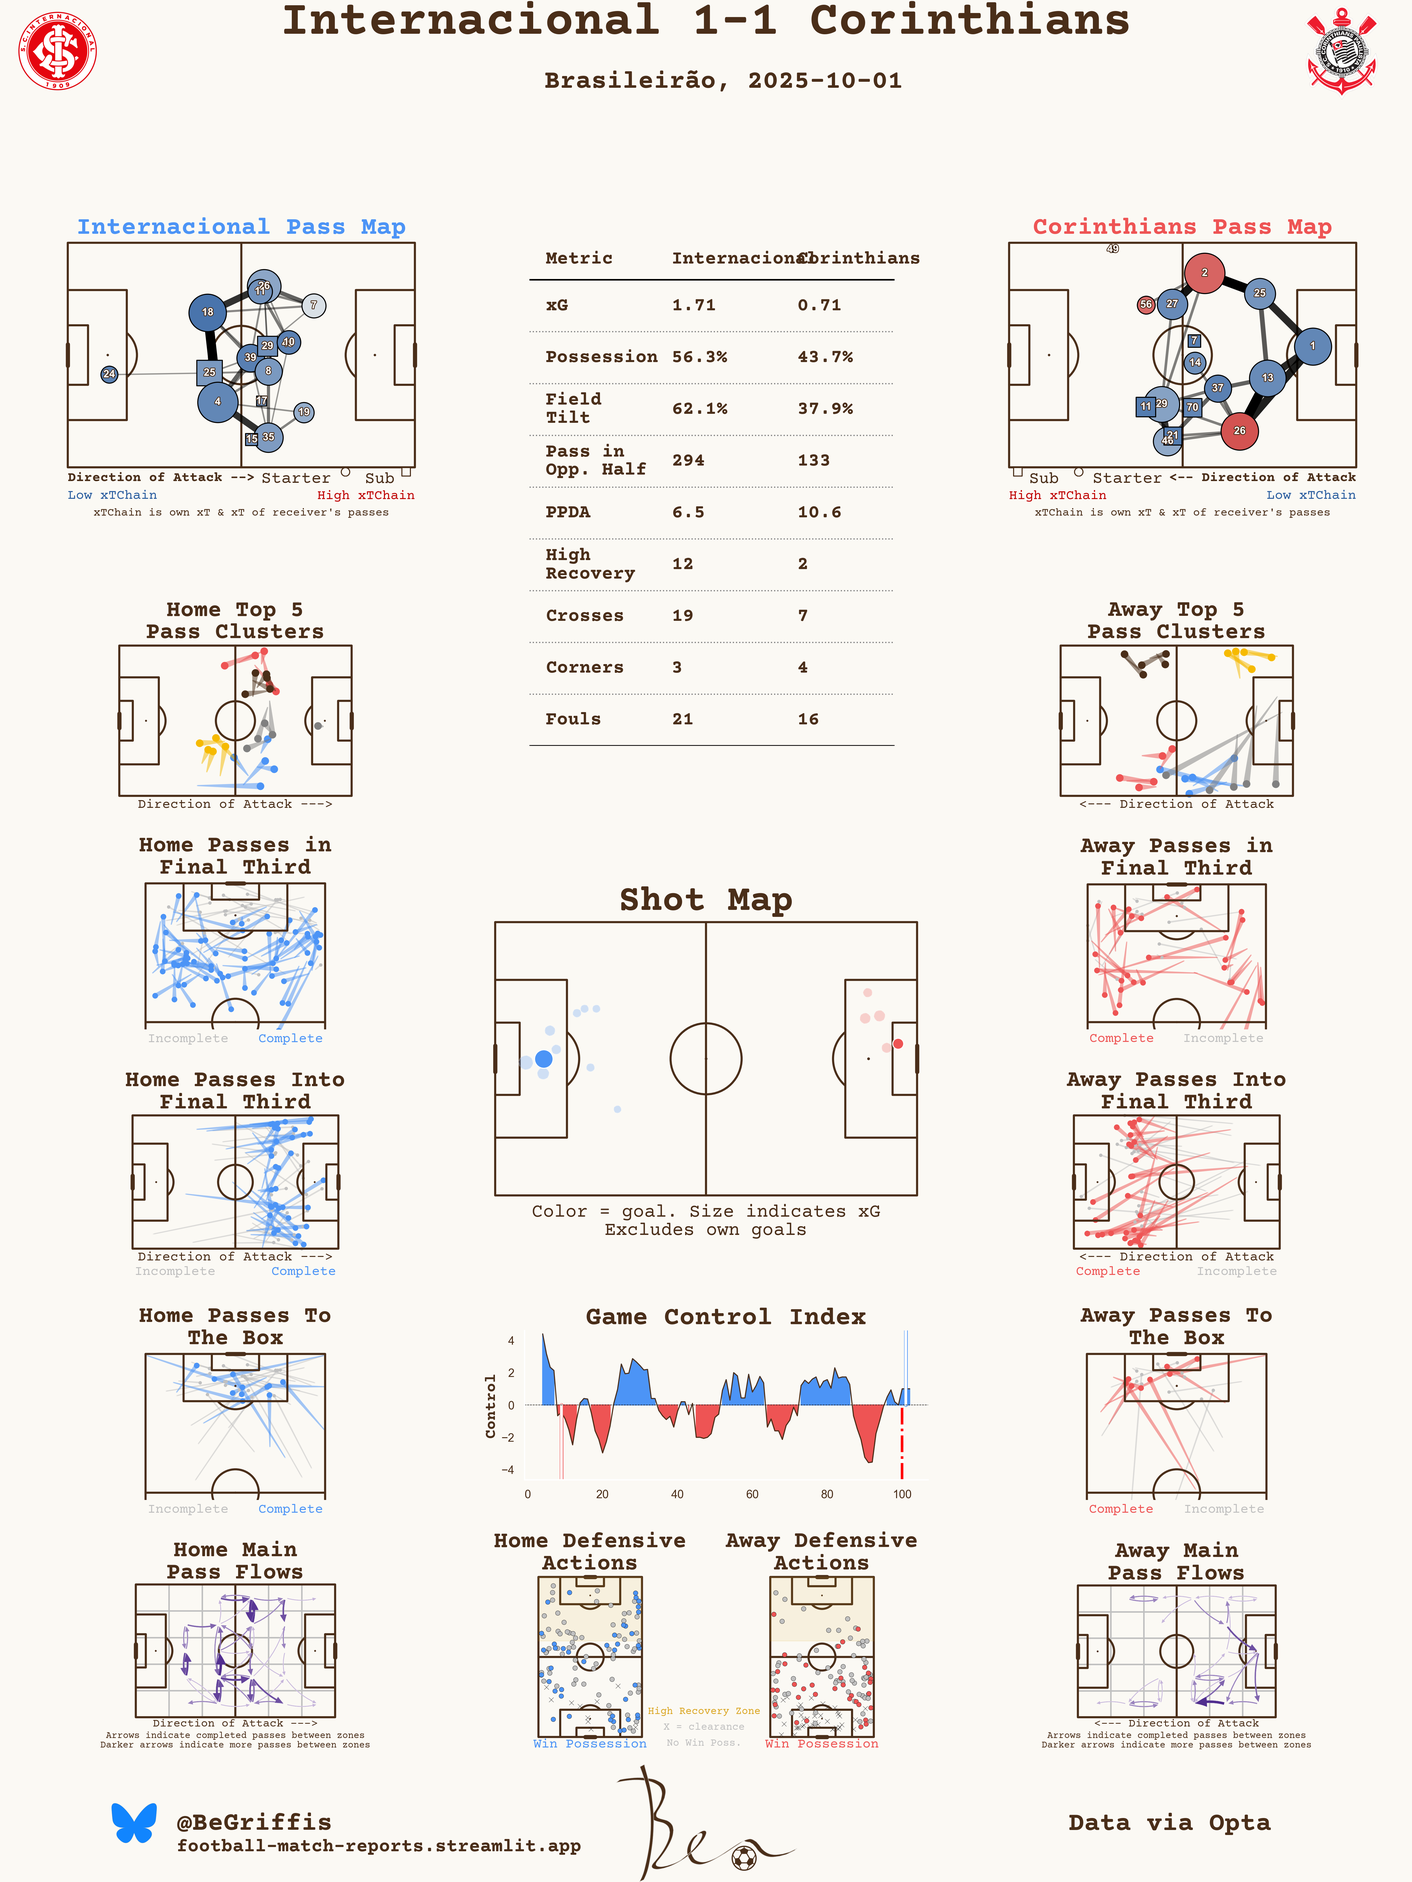 Internacional 1-1 Corinthians
Brasileirão, 2025-10-01
S.C.INTERNACIONAL
1909
Internacional Pass Map
26
11
7
18
29
40
39
24
25
8
4
17
19
15
35
Direction of Attack --> Starter Sub
Low xTChain High xTChain
xTChain is own xT & xT of receiver's passes
Metric Internacional Corinthians
xG 1.71 0.71
Possession 56.3% 43.7%
Field
Tilt 62.1% 37.9%
Pass in
Opp. Half 294 133
PPDA 6.5 10.6
High
Recovery 12 2
Crosses 19 7
Corners 3 4
Fouls 21 16
Corinthians Pass Map
49
2
25
56
27
7
1
14
13
37
11
29
70
26
21
46
Sub Starter <-- Direction of Attack
High xTChain Low xTChain
xTChain is own xT & xT of receiver's passes
Home Top 5
Pass Clusters
Direction of Attack --->
Away Top 5
Pass Clusters
<--- Direction of Attack
Home Passes in
Final Third
Incomplete Complete
Away Passes in
Final Third
Complete Incomplete
Shot Map
Color = goal. Size indicates xG
Excludes own goals
Home Passes Into
Final Third
Direction of Attack --->
Incomplete Complete
Away Passes Into
Final Third
<--- Direction of Attack
Complete Incomplete
Home Passes To
The Box
Incomplete Complete
Game Control Index
Control
4
2
0
−2
−4
0 20 40 60 80 100
Away Passes To
The Box
Complete Incomplete
Home Main
Pass Flows
Direction of Attack --->
Arrows indicate completed passes between zones
Darker arrows indicate more passes between zones
Home Defensive
Actions
Win Possession
High Recovery Zone
X = clearance
No Win Poss.
Away Defensive
Actions
Win Possession
Away Main
Pass Flows
<--- Direction of Attack
Arrows indicate completed passes between zones
Darker arrows indicate more passes between zones
@BeGriffis
football-match-reports.streamlit.app
Ben
Data via Opta